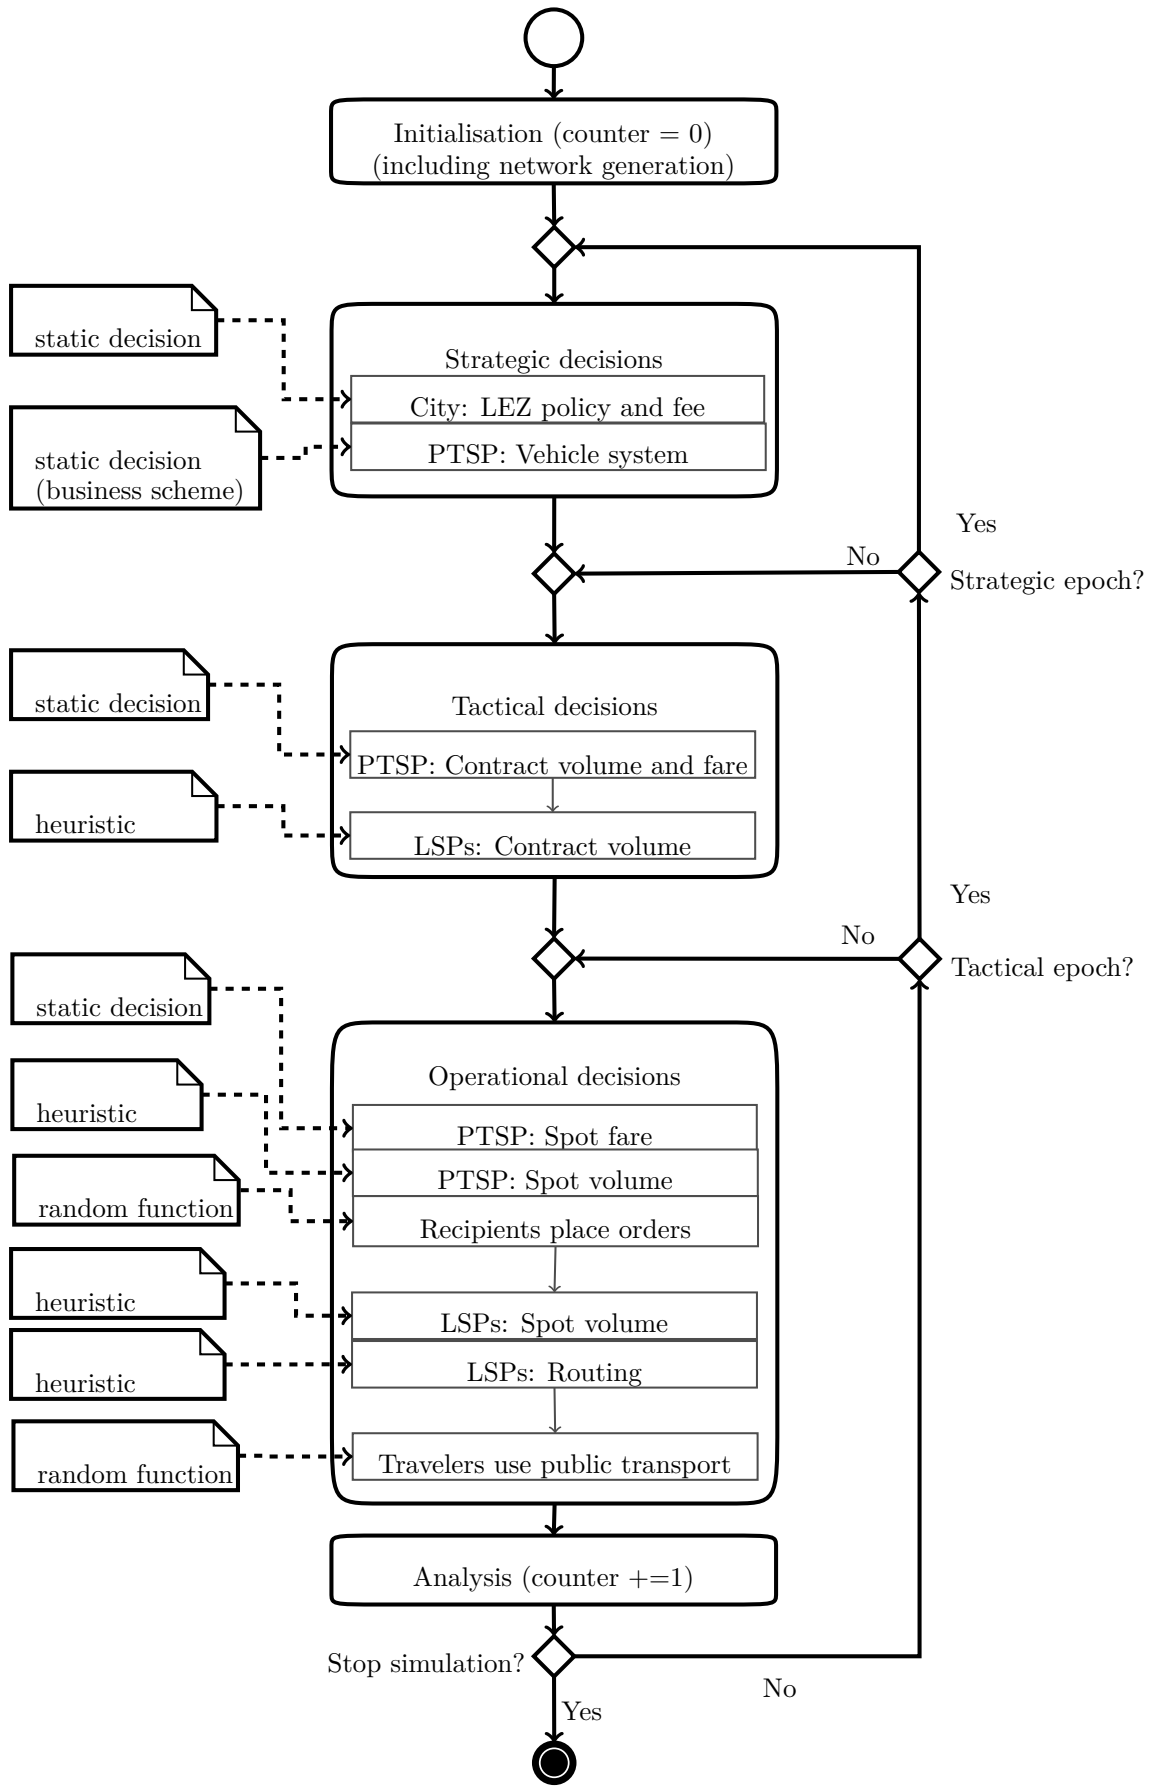 Initialisation (counter = 0)
(including network generation)
static decision
Strategic decisions
City: LEZ policy and fee
static decision
(business scheme)
PTSP: Vehicle system
Yes
No
Strategic epoch?
static decision
Tactical decisions
PTSP: Contract volume and fare
heuristic
LSPs: Contract volume
Yes
No
Tactical epoch?
static decision
Operational decisions
heuristic
PTSP: Spot fare
PTSP: Spot volume
random function
Recipients place orders
heuristic
LSPs: Spot volume
heuristic
LSPs: Routing
random function
Travelers use public transport
Analysis (counter +=1)
Stop simulation?
No
Yes